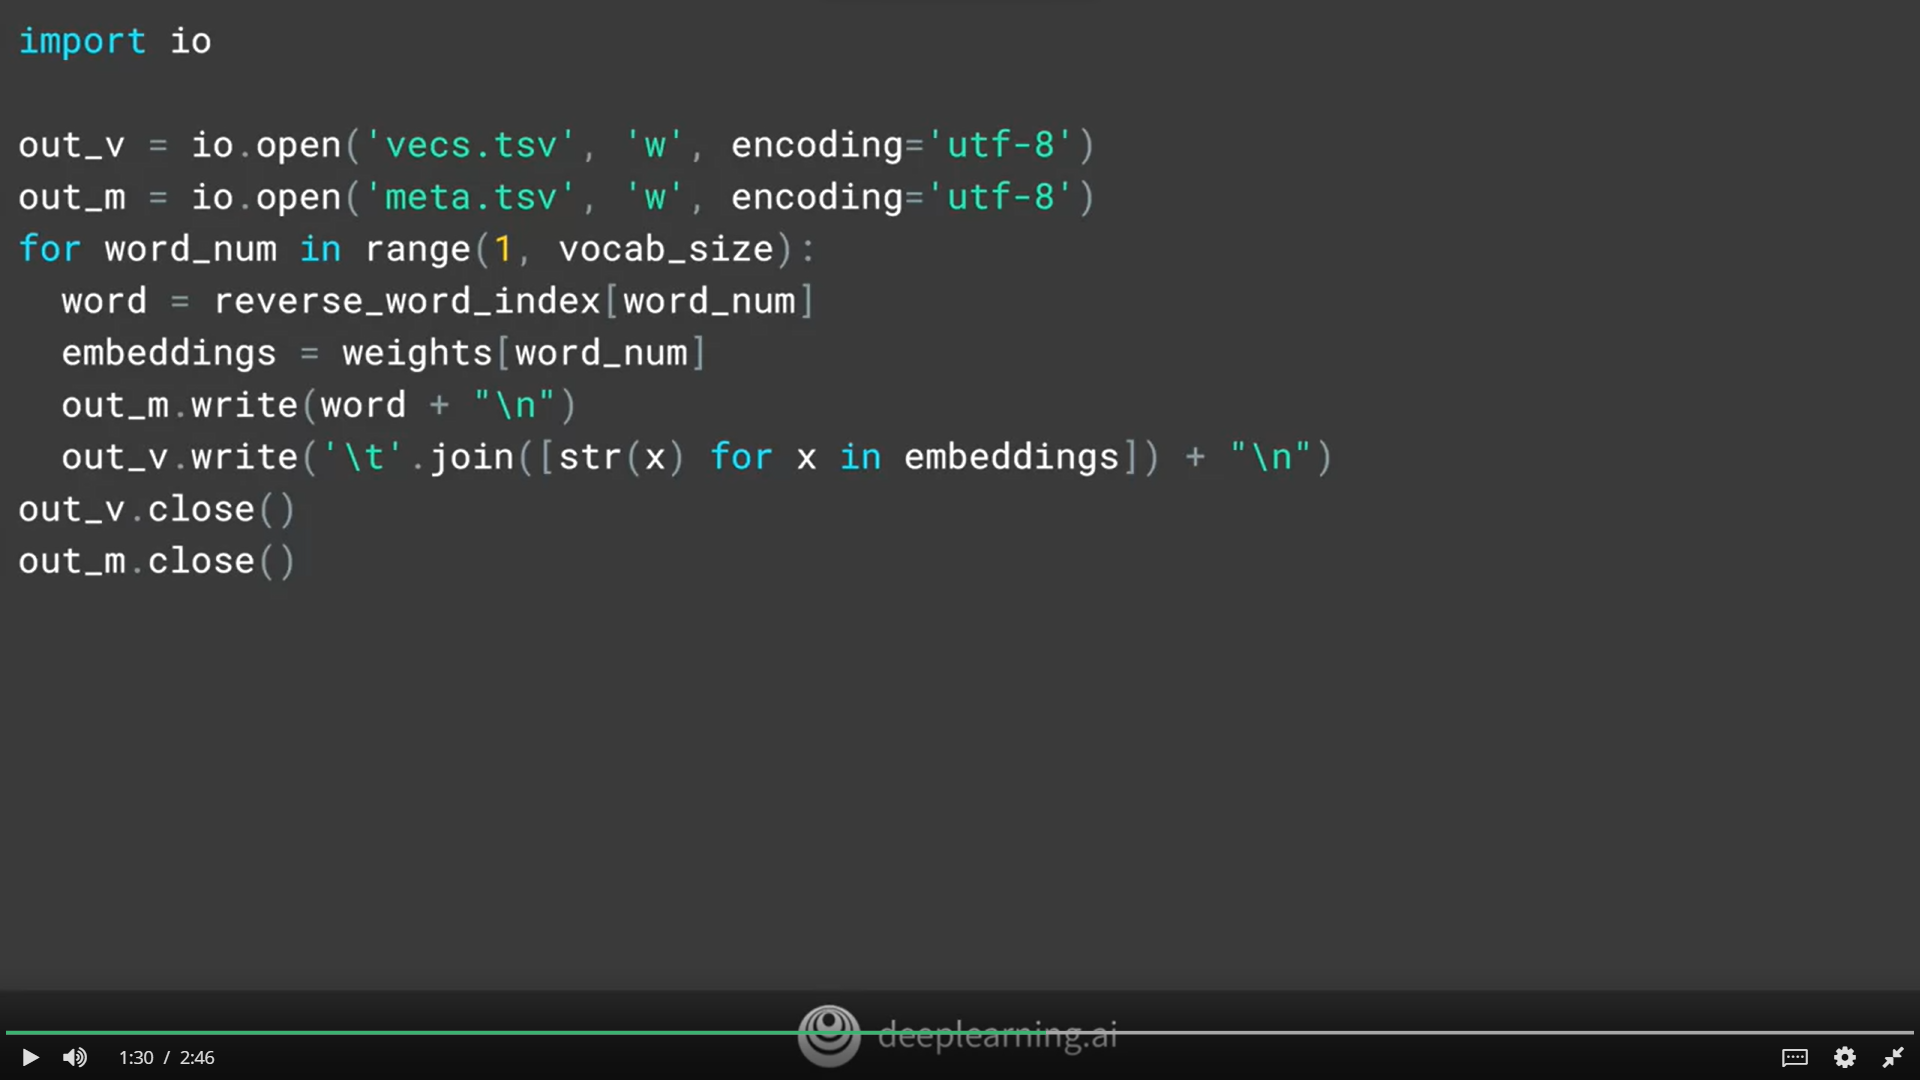 import io

out_v = io.open('vecs.tsv', 'w', encoding='utf-8')
out_m = io.open('meta.tsv', 'w', encoding='utf-8')
for word_num in range(1, vocab_size):
  word = reverse_word_index[word_num]
  embeddings = weights[word_num]
  out_m.write(word + "\n")
  out_v.write('\t'.join([str(x) for x in embeddings]) + "\n")
out_v.close()
out_m.close()
deeplearning.ai
1:30 / 2:46